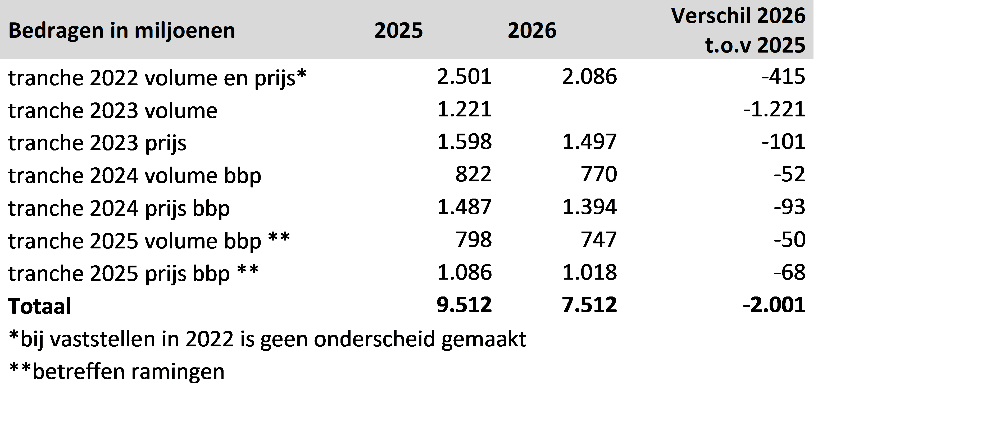 Bedragen in miljoenen 2025 2026 Verschil 2026
t.o.v 2025
tranche 2022 volume en prijs* 2.501 2.086 -415
tranche 2023 volume 1.221 -1.221
tranche 2023 prijs 1.598 1.497 -101
tranche 2024 volume bbp 822 770 -52
tranche 2024 prijs bbp 1.487 1.394 -93
tranche 2025 volume bbp ** 798 747 -50
tranche 2025 prijs bbp ** 1.086 1.018 -68
Totaal 9.512 7.512 -2.001
*bij vaststellen in 2022 is geen onderscheid gemaakt
**betreffen ramingen